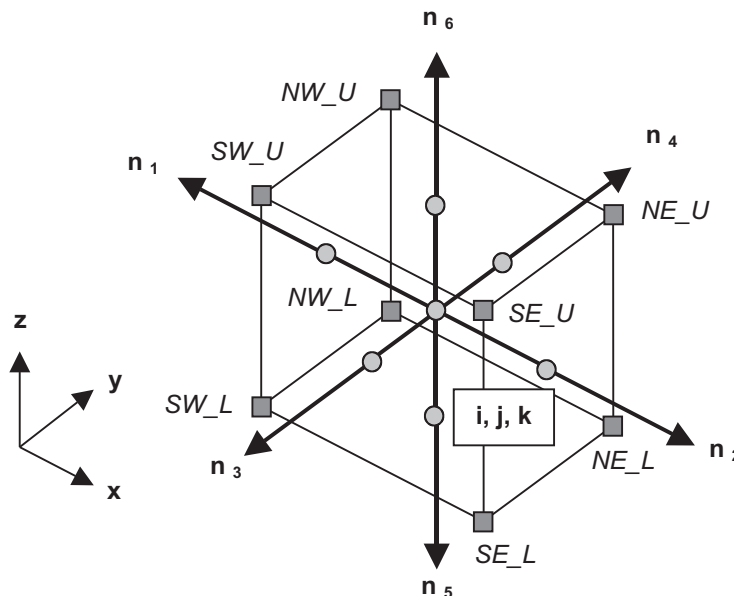 n 6
NW_U
SW_U
n 1
n 4
NE_U
NW_L
SE_U
z
y
SW_L
i, j, k
n 3
x
NE_L
n 2
SE_L
n 5